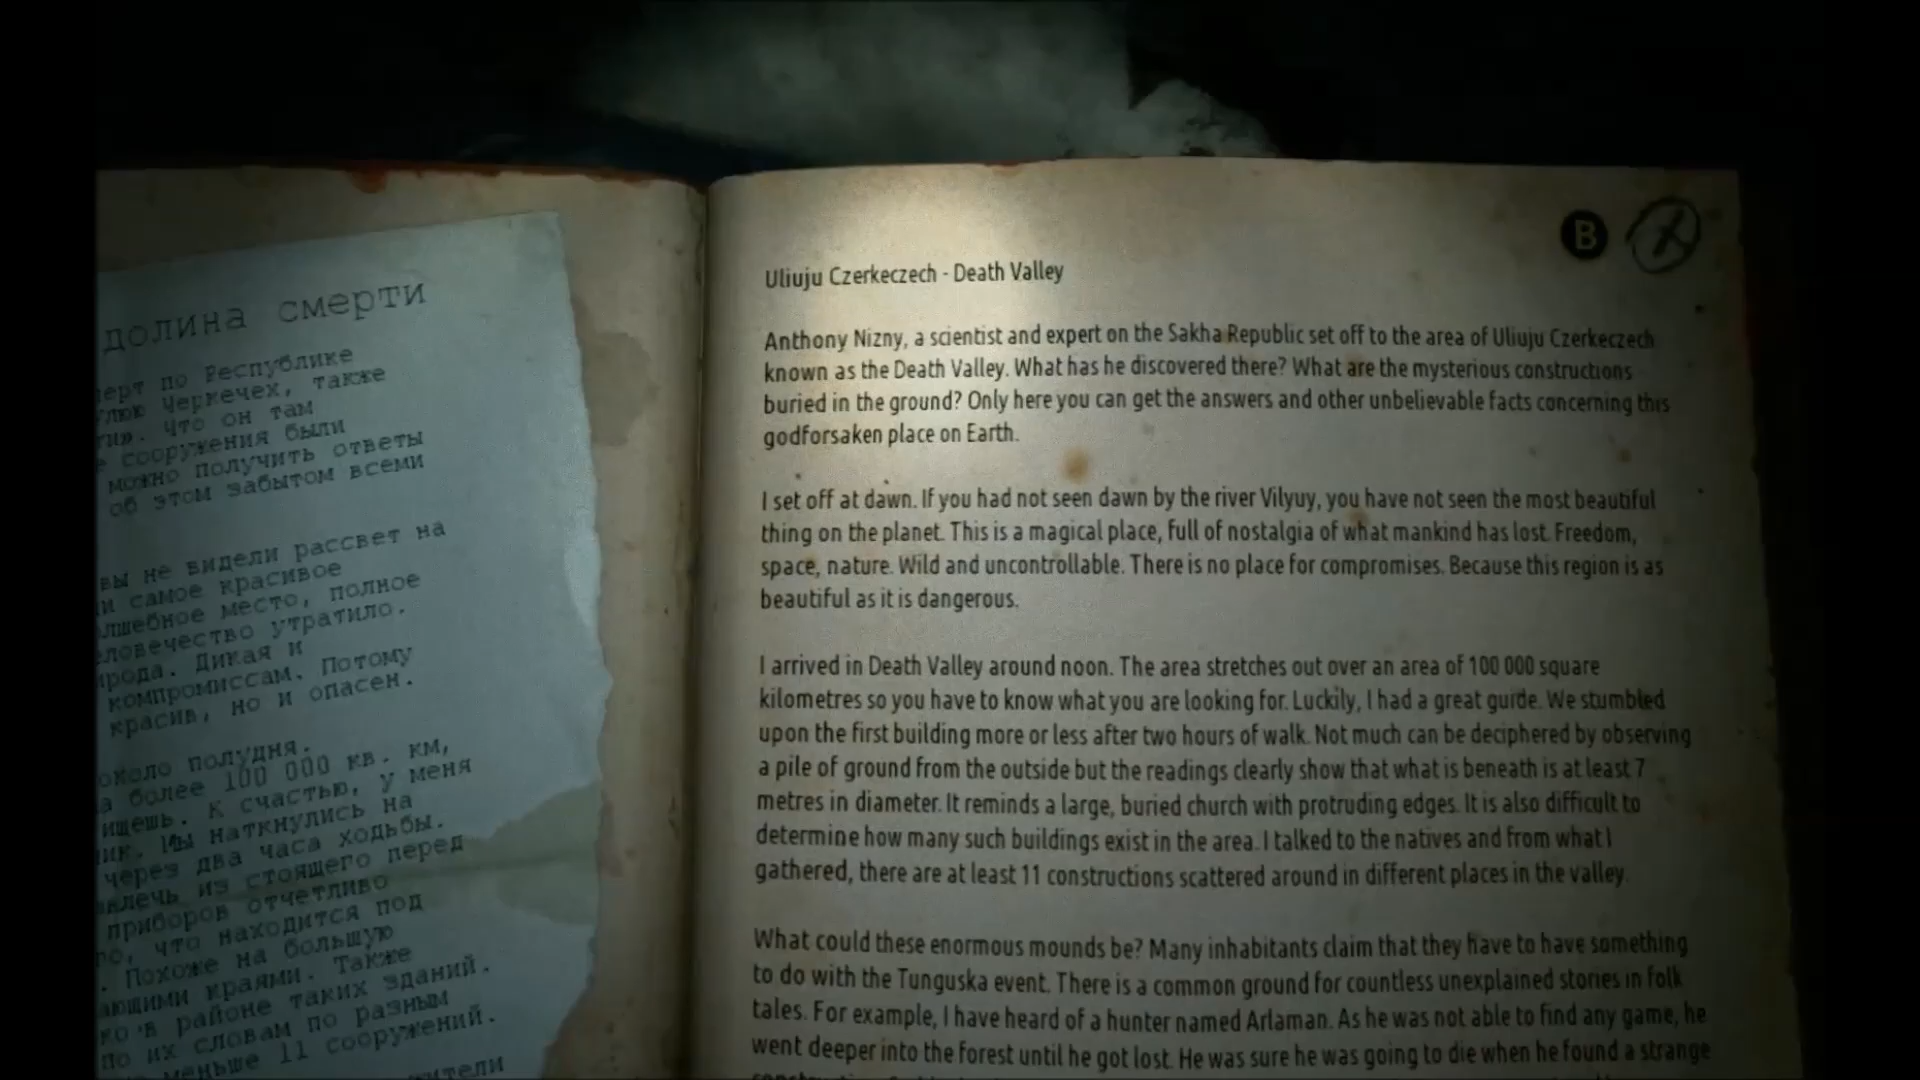 долина смерти
ерт по Республике
Черкечех, также
Что он там
сооружения были
можно получить ответы
об этом забытом всеми
вы не видели рассвет на
и самое красивое
место, полное
утратило.
Дикая и
компромиссам. Потому
красив, но и опасен.
около полудня.
более 100 000 кв. км,
ищешь. К счастью, у меня
Мы наткнулись на
через два часа ходьбы.
из стоящего перед
приборов отчетливо
что находится под
Похоже на большую
краями. Также
в районе таких зданий.
по их словам по разным
меньше 11 сооружений.
B
Uliuju Czerkeczech - Death Valley
Anthony Nizny, a scientist and expert on the Sakha Republic set off to the area of Uliuju Czerkeczech
known as the Death Valley. What has he discovered there? What are the mysterious constructions
buried in the ground? Only here you can get the answers and other unbelievable facts concerning this
godforsaken place on Earth.
I set off at dawn. If you had not seen dawn by the river Vilyuy, you have not seen the most beautiful
thing on the planet. This is a magical place, full of nostalgia of what mankind has lost. Freedom,
space, nature. Wild and uncontrollable. There is no place for compromises. Because this region is as
beautiful as it is dangerous.
I arrived in Death Valley around noon. The area stretches out over an area of 100 000 square
kilometres so you have to know what you are looking for. Luckily, I had a great guide. We stumbled
upon the first building more or less after two hours of walk. Not much can be deciphered by observing
a pile of ground from the outside but the readings clearly show that what is beneath is at least 7
metres in diameter. It reminds a large, buried church with protruding edges. It is also difficult to
determine how many such buildings exist in the area. I talked to the natives and from what I
gathered, there are at least 11 constructions scattered around in different places in the valley.
What could these enormous mounds be? Many inhabitants claim that they have to have something
to do with the Tunguska event. There is a common ground for countless unexplained stories in folk
tales. For example, I have heard of a hunter named Arlaman. As he was not able to find any game, he
went deeper into the forest until he got lost. He was sure he was going to die when he found a strange